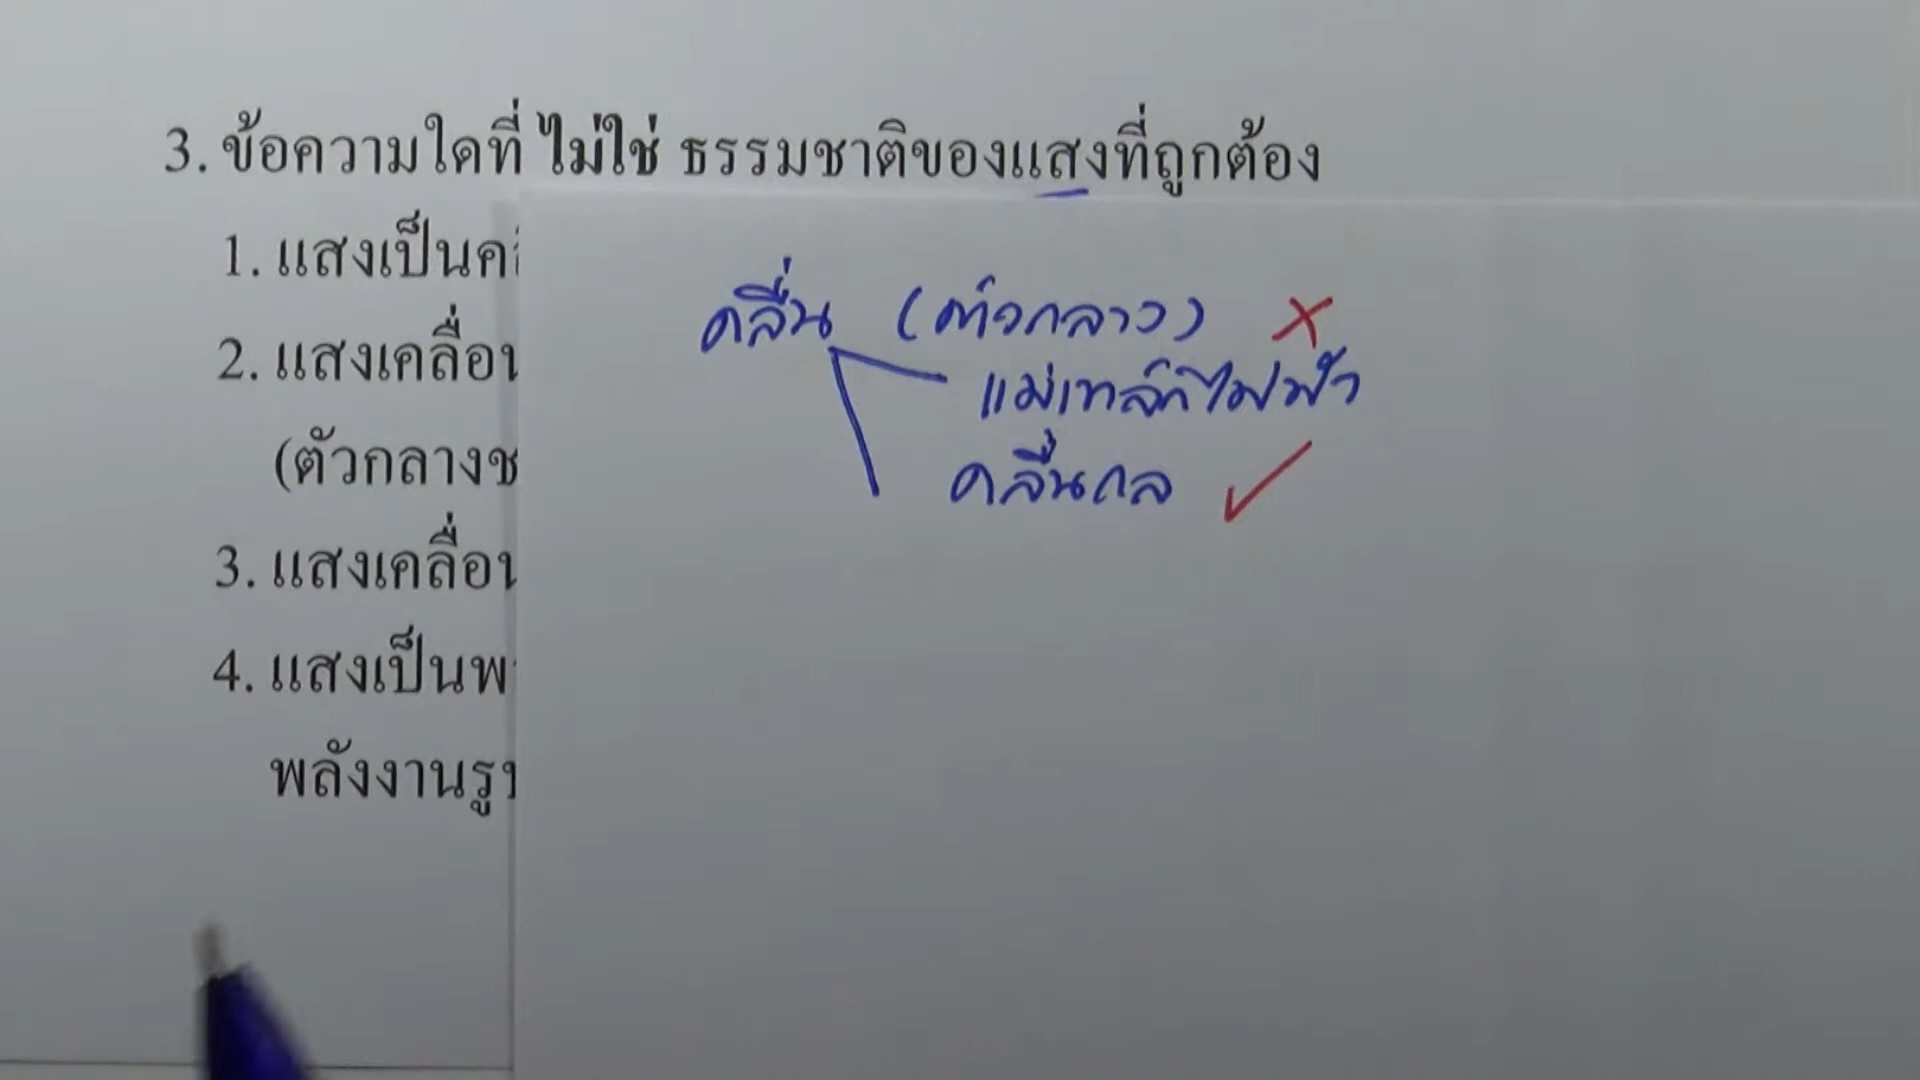 3. ข้อความใดที่ ไม่ใช่ ธรรมชาติของแสงที่ถูกต้อง
1. แสงเป็นค
คลื่น (ตัวกลาง) ✗
2. แสงเคลื่อน
แม่เหล็กไฟฟ้า
(ตัวกลางช
คลื่นกล ✓
3. แสงเคลื่อน
4. แสงเป็นพ
พลังงานรูป